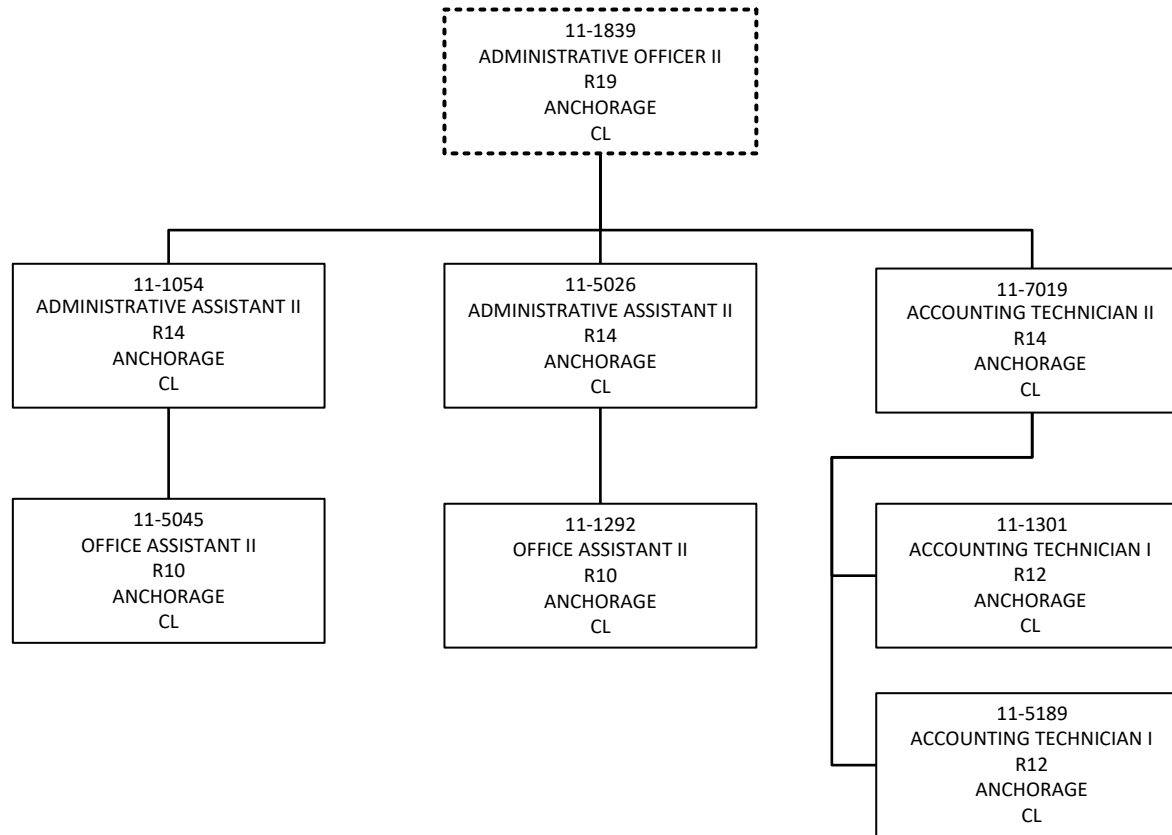 11-1839
ADMINISTRATIVE OFFICER II
R19
ANCHORAGE
CL
11-1054
ADMINISTRATIVE ASSISTANT II
R14
ANCHORAGE
CL
11-5026
ADMINISTRATIVE ASSISTANT II
R14
ANCHORAGE
CL
11-7019
ACCOUNTING TECHNICIAN II
R14
ANCHORAGE
CL
11-5045
OFFICE ASSISTANT II
R10
ANCHORAGE
CL
11-1292
OFFICE ASSISTANT II
R10
ANCHORAGE
CL
11-1301
ACCOUNTING TECHNICIAN I
R12
ANCHORAGE
CL
11-5189
ACCOUNTING TECHNICIAN I
R12
ANCHORAGE
CL